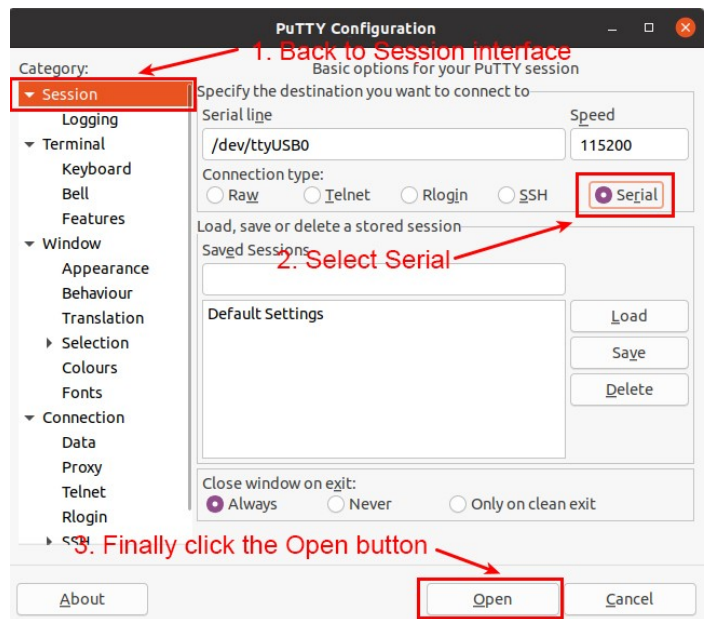 PuTTY Configuration
1. Back to Session interface
Category:
Basic options for your PuTTY session
Session
Logging
Terminal
Keyboard
Bell
Features
Window
Appearance
Behaviour
Translation
Selection
Colours
Fonts
Connection
Data
Proxy
Telnet
Rlogin
SSH
Specify the destination you want to connect to
Serial line
Speed
/dev/ttyUSB0
115200
Connection type:
Raw
Telnet
Rlogin
SSH
Serial
Load, save or delete a stored session
Saved Sessions
2. Select Serial
Default Settings
Load
Save
Delete
Close window on exit:
Always
Never
Only on clean exit
3. Finally click the Open button
About
Open
Cancel